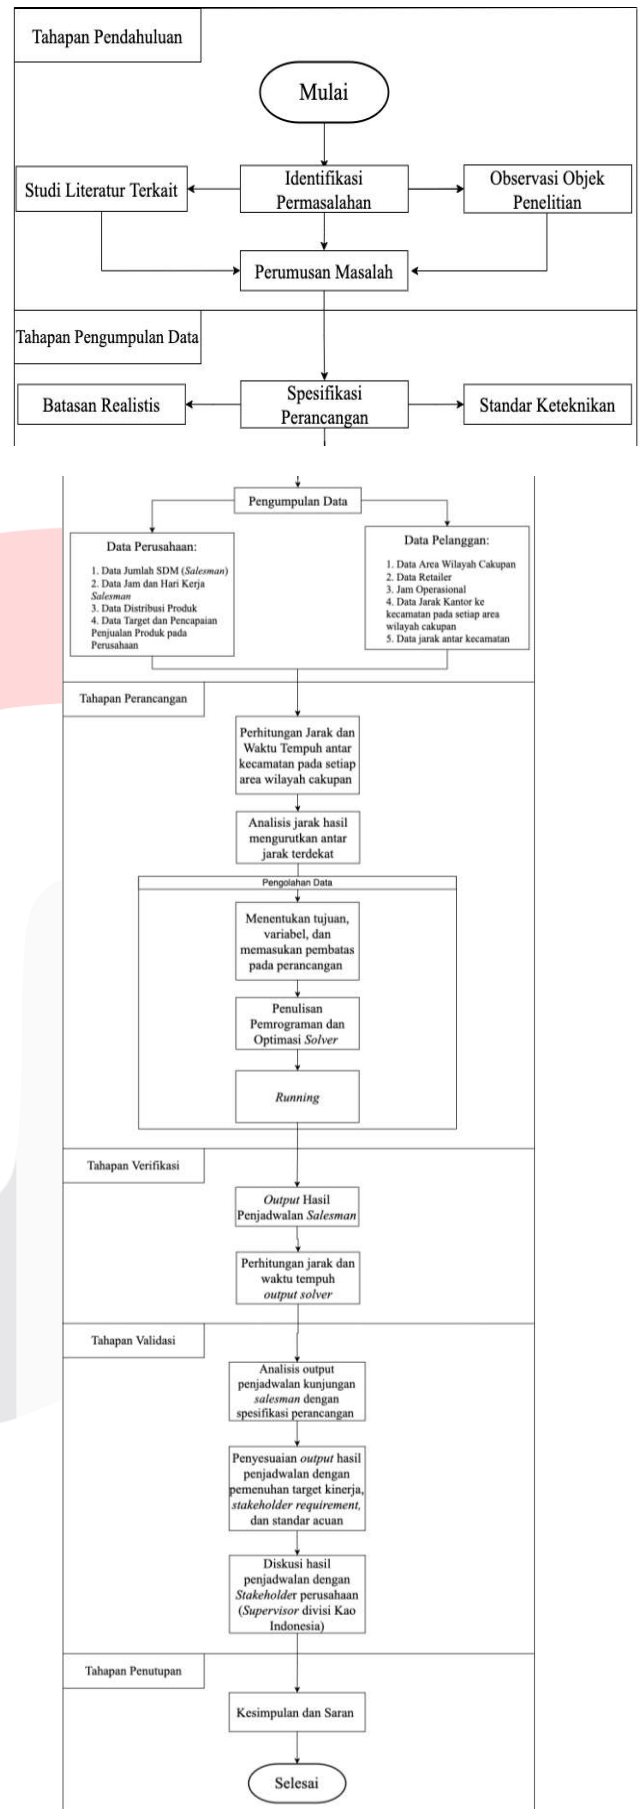 Tahapan Pendahuluan
Mulai
Studi Literatur Terkait
Identifikasi
Permasalahan
Observasi Objek
Penelitian
Perumusan Masalah
Tahapan Pengumpulan Data
Batasan Realistis
Spesifikasi
Perancangan
Standar Keteknikan
Pengumpulan Data
Data Perusahaan:
1. Data Jumlah SDM (Salesman)
2. Data Jam dan Hari Kerja
Salesman
3. Data Distribusi Produk
4. Data Target dan Pencapaian
Penjualan Produk pada
Perusahaan
Data Pelanggan:
1. Data Area Wilayah Cakupan
2. Data Retailer
3. Jam Operasional
4. Data Jarak Kantor ke
kecamatan pada setiap area
wilayah cakupan
5. Data jarak antar kecamatan
Tahapan Perancangan
Perhitungan Jarak dan
Waktu Tempuh antar
kecamatan pada setiap
area wilayah cakupan
Analisis jarak hasil
mengurutkan antar
jarak terdekat
Pengolahan Data
Menentukan tujuan,
variabel, dan
memasukan pembatas
pada perancangan
Penulisan
Pemrograman dan
Optimasi Solver
Running
Tahapan Verifikasi
Output Hasil
Penjadwalan Salesman
Perhitungan jarak dan
waktu tempuh
output solver
Tahapan Validasi
Analisis output
penjadwalan kunjungan
salesman dengan
spesifikasi perancangan
Penyesuaian output hasil
penjadwalan dengan
pemenuhan target kinerja,
stakeholder requirement,
dan standar acuan
Diskusi hasil
penjadwalan dengan
Stakeholder perusahaan
(Supervisor divisi Kao
Indonesia)
Tahapan Penutupan
Kesimpulan dan Saran
Selesai